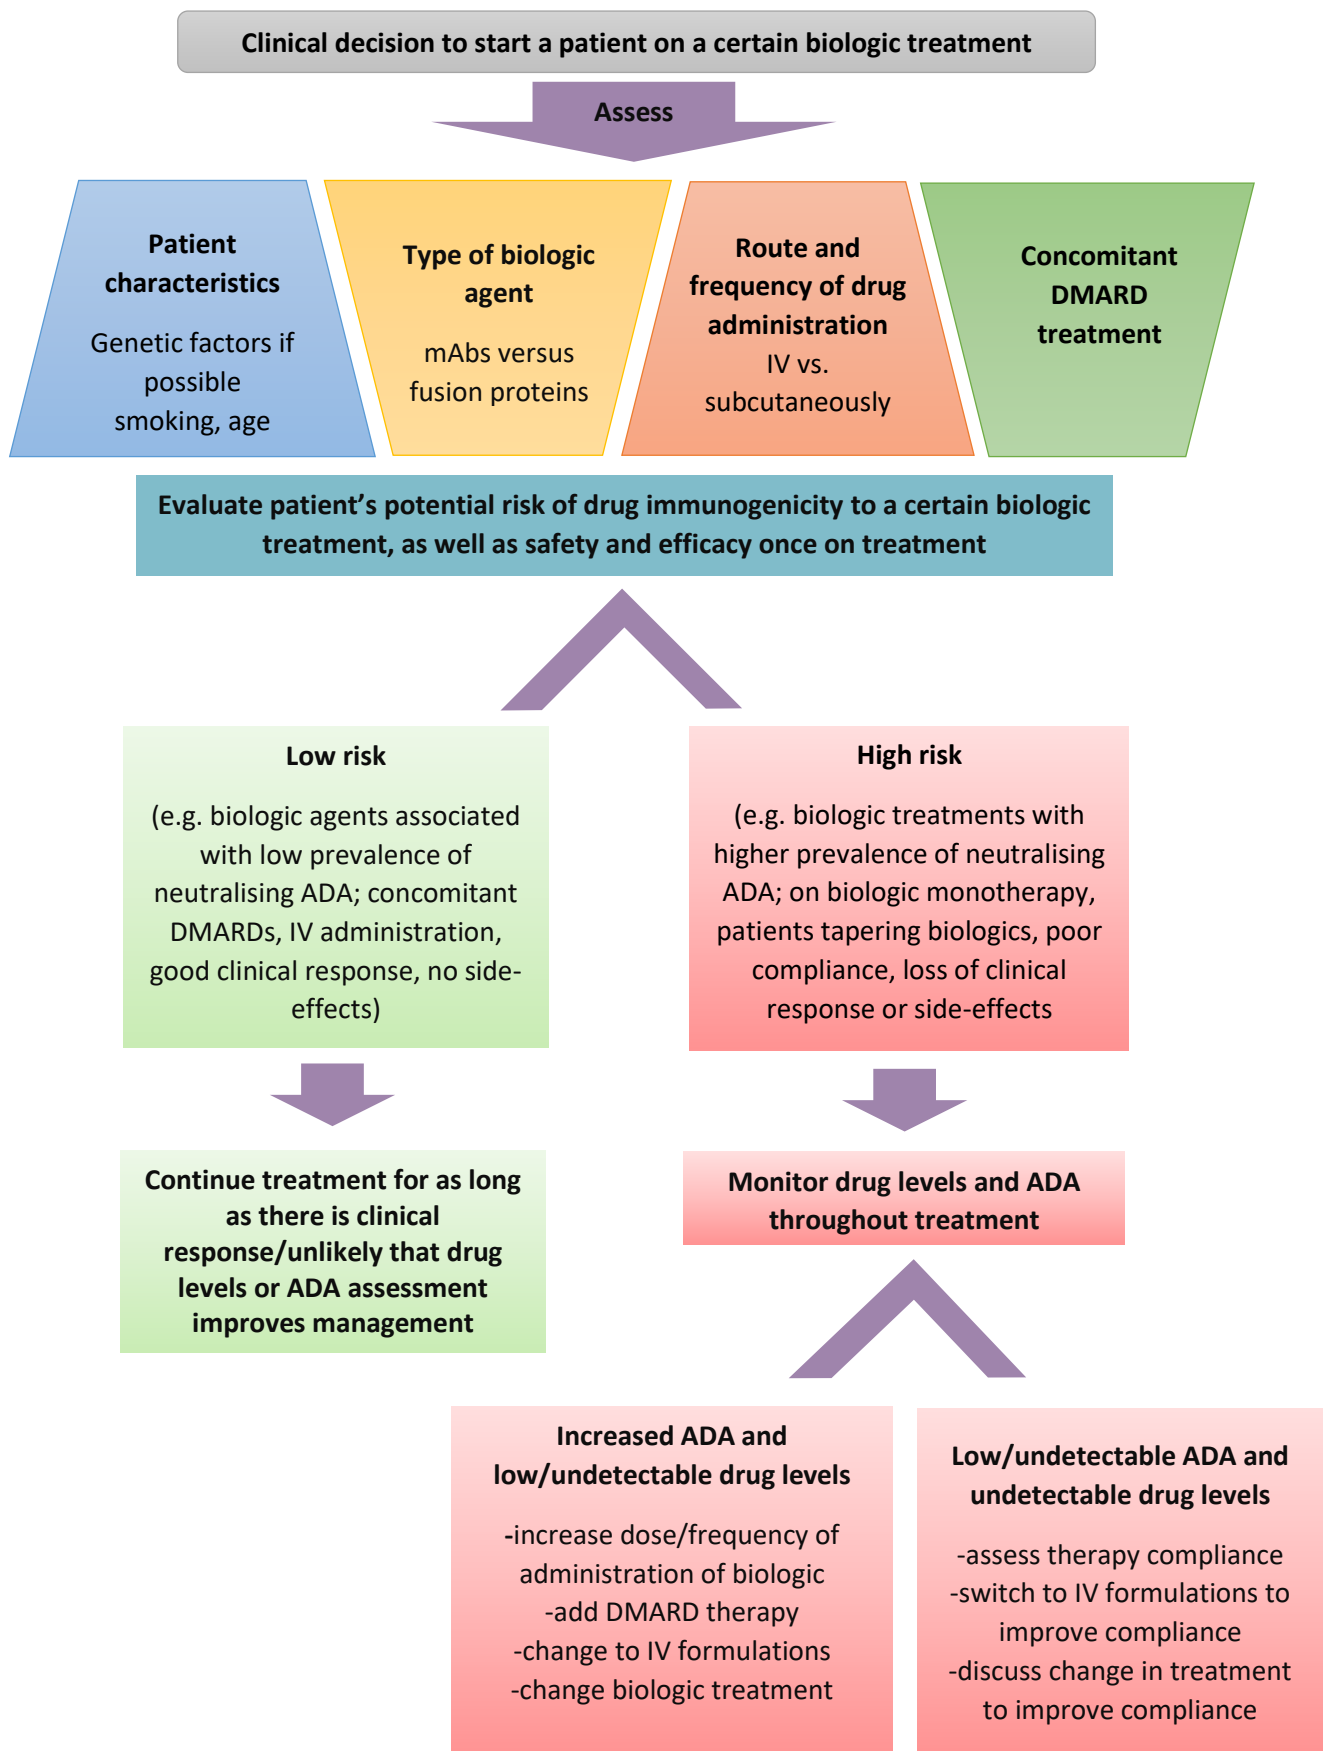 Clinical decision to start a patient on a certain biologic treatment
Assess
Patient
characteristics
Genetic factors if
possible
smoking, age
Type of biologic
agent
mAbs versus
fusion proteins
Route and
frequency of drug
administration
IV vs.
subcutaneously
Concomitant
DMARD
treatment
Evaluate patient’s potential risk of drug immunogenicity to a certain biologic
treatment, as well as safety and efficacy once on treatment
Low risk
(e.g. biologic agents associated
with low prevalence of
neutralising ADA; concomitant
DMARDs, IV administration,
good clinical response, no side-
effects)
High risk
(e.g. biologic treatments with
higher prevalence of neutralising
ADA; on biologic monotherapy,
patients tapering biologics, poor
compliance, loss of clinical
response or side-effects
Continue treatment for as long
as there is clinical
response/unlikely that drug
levels or ADA assessment
improves management
Monitor drug levels and ADA
throughout treatment
Increased ADA and
low/undetectable drug levels
-increase dose/frequency of
administration of biologic
-add DMARD therapy
-change to IV formulations
-change biologic treatment
Low/undetectable ADA and
undetectable drug levels
-assess therapy compliance
-switch to IV formulations to
improve compliance
-discuss change in treatment
to improve compliance